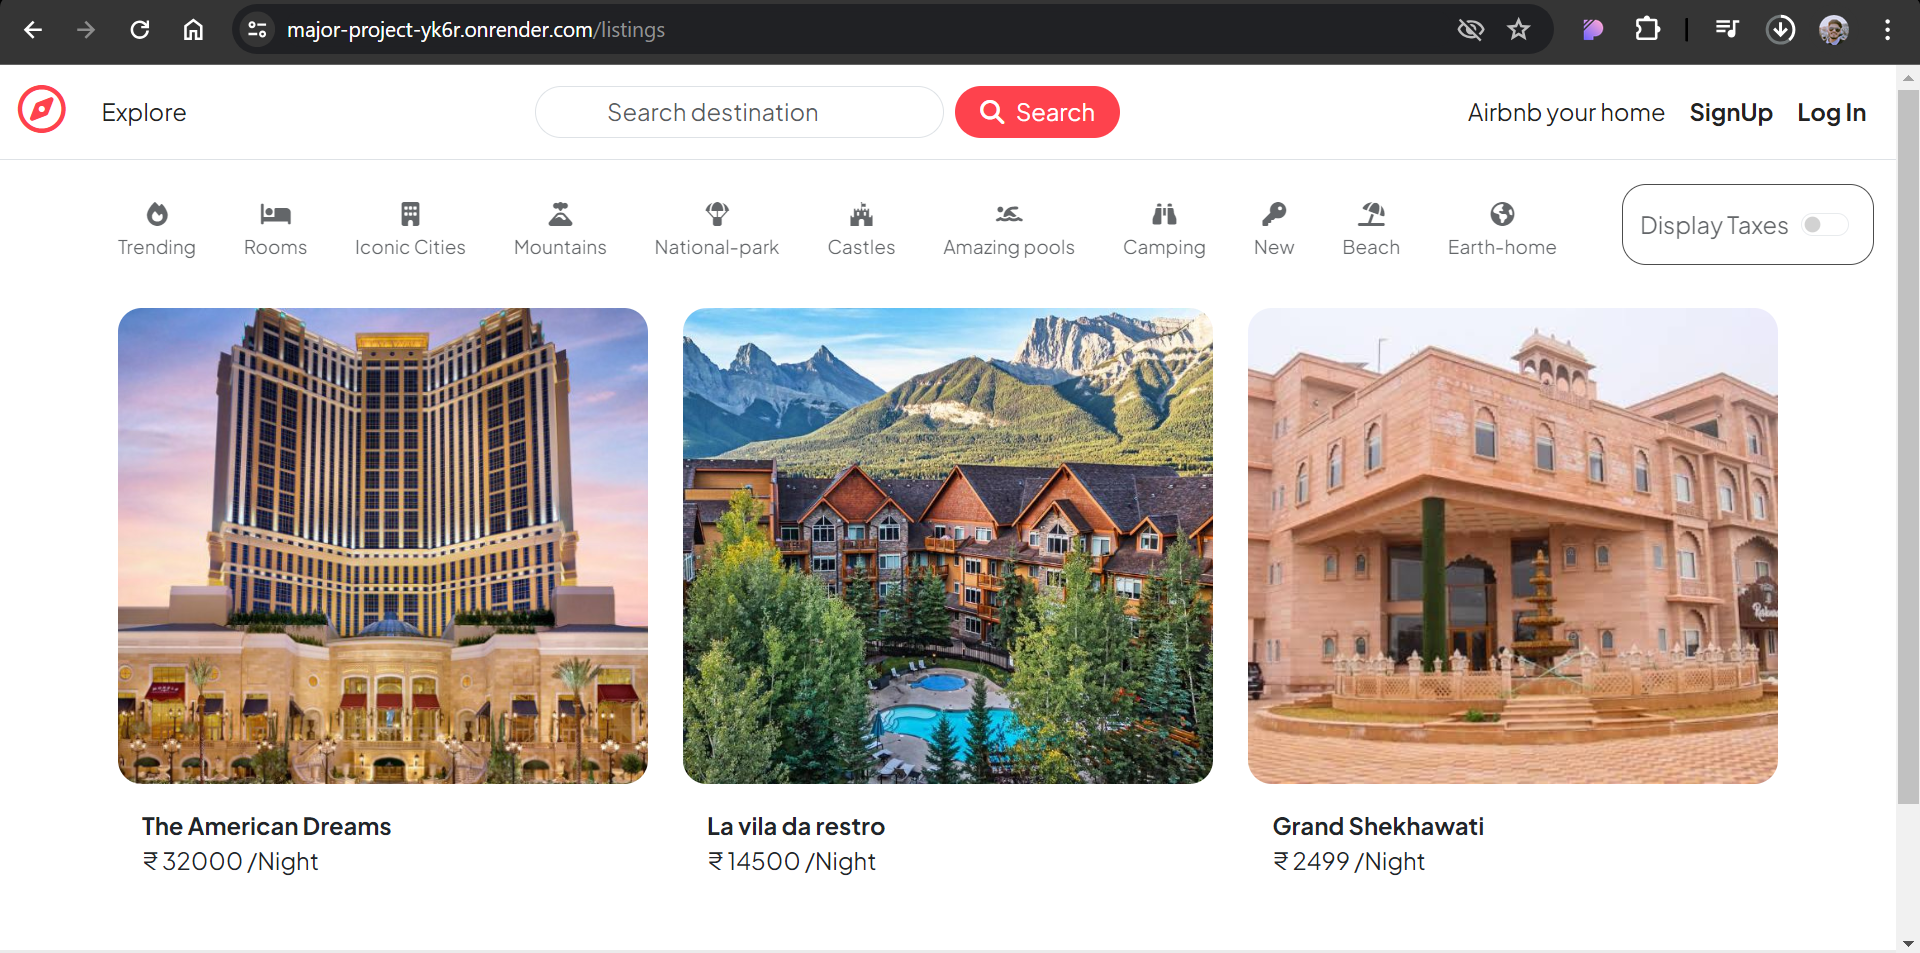 major-project-yk6r.onrender.com/listings
Explore
Search destination
Search
Airbnb your home
SignUp
Log In
Trending
Rooms
Iconic Cities
Mountains
National-park
Castles
Amazing pools
Camping
New
Beach
Earth-home
Display Taxes
The American Dreams
₹ 32000 /Night
La vila da restro
₹ 14500 /Night
Grand Shekhawati
₹ 2499 /Night